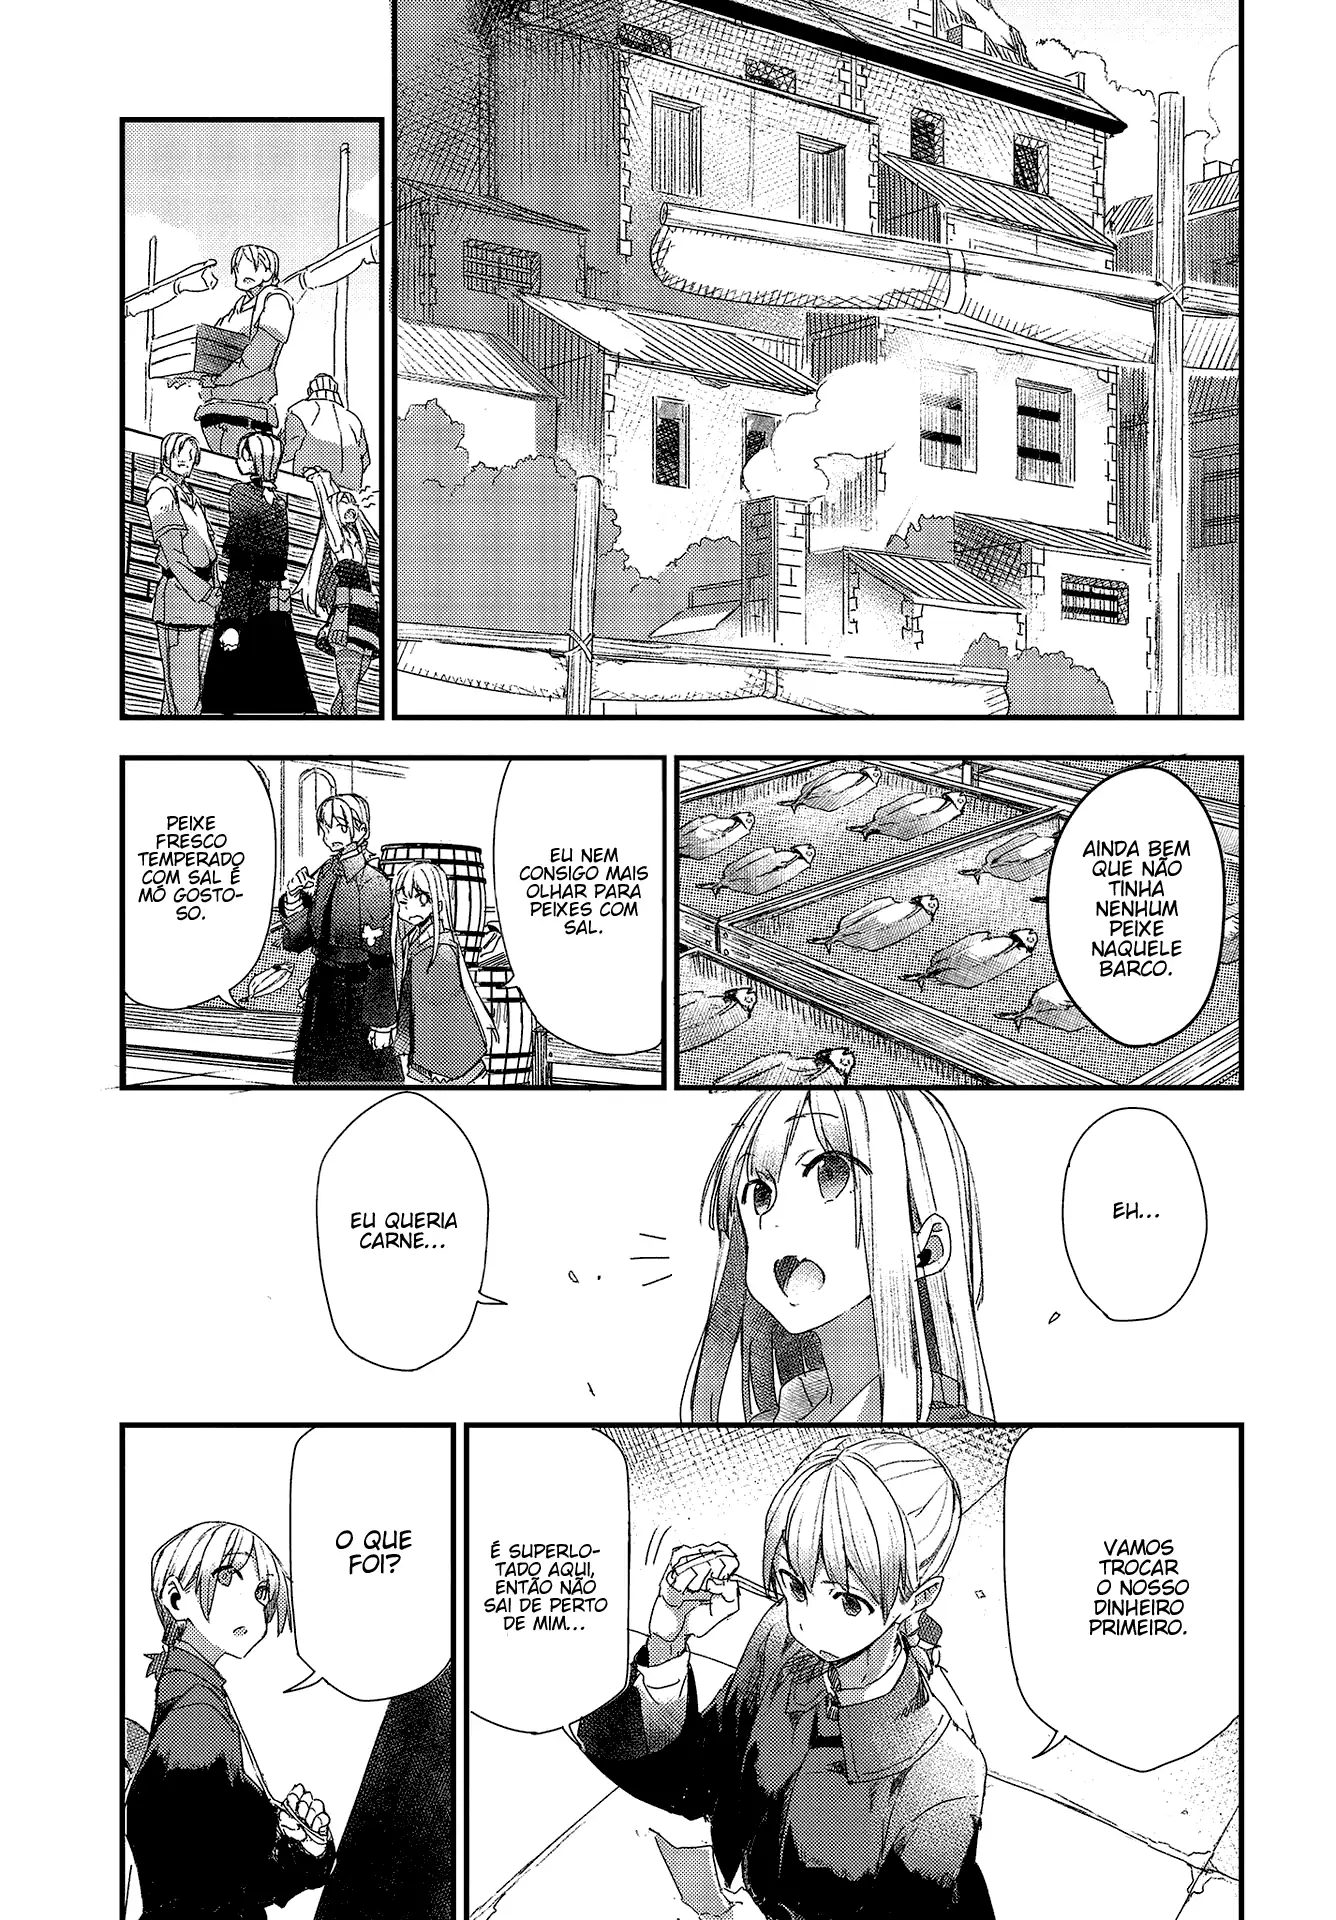 AINDA BEM
QUE NÃO
TINHA
NENHUM
PEIXE
NAQUELE
BARCO.
EU NEM
CONSIGO MAIS
OLHAR PARA
PEIXES COM
SAL.
PEIXE
FRESCO
TEMPERADO
COM SAL É
MÓ GOSTO-
SO.
EH...
EU QUERIA
CARNE...
VAMOS
TROCAR
O NOSSO
DINHEIRO
PRIMEIRO.
É SUPERLO-
TADO AQUI,
ENTÃO NÃO
SAI DE PERTO
DE MIM...
O QUE
FOI?